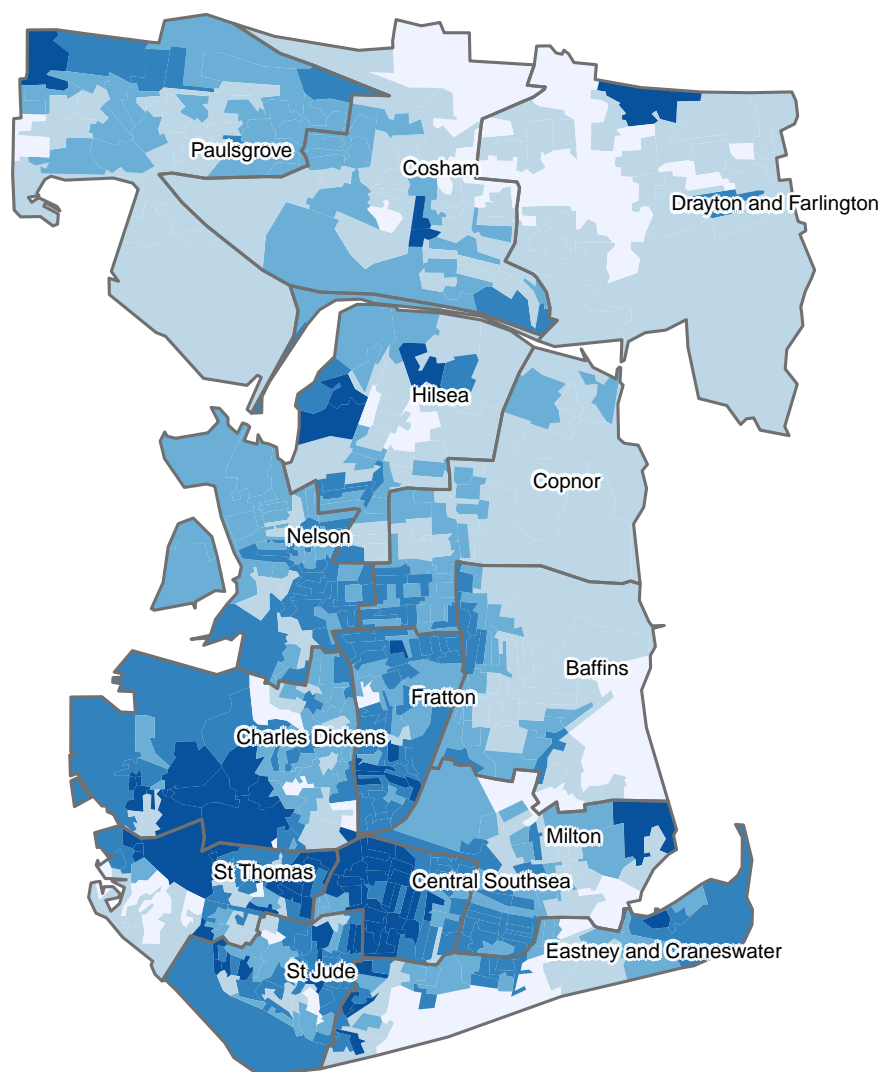 Paulsgrove
Cosham
Drayton and Farlington
Hilsea
Copnor
Nelson
Baffins
Fratton
Charles Dickens
Milton
St Thomas
Central Southsea
Eastney and Craneswater
St Jude